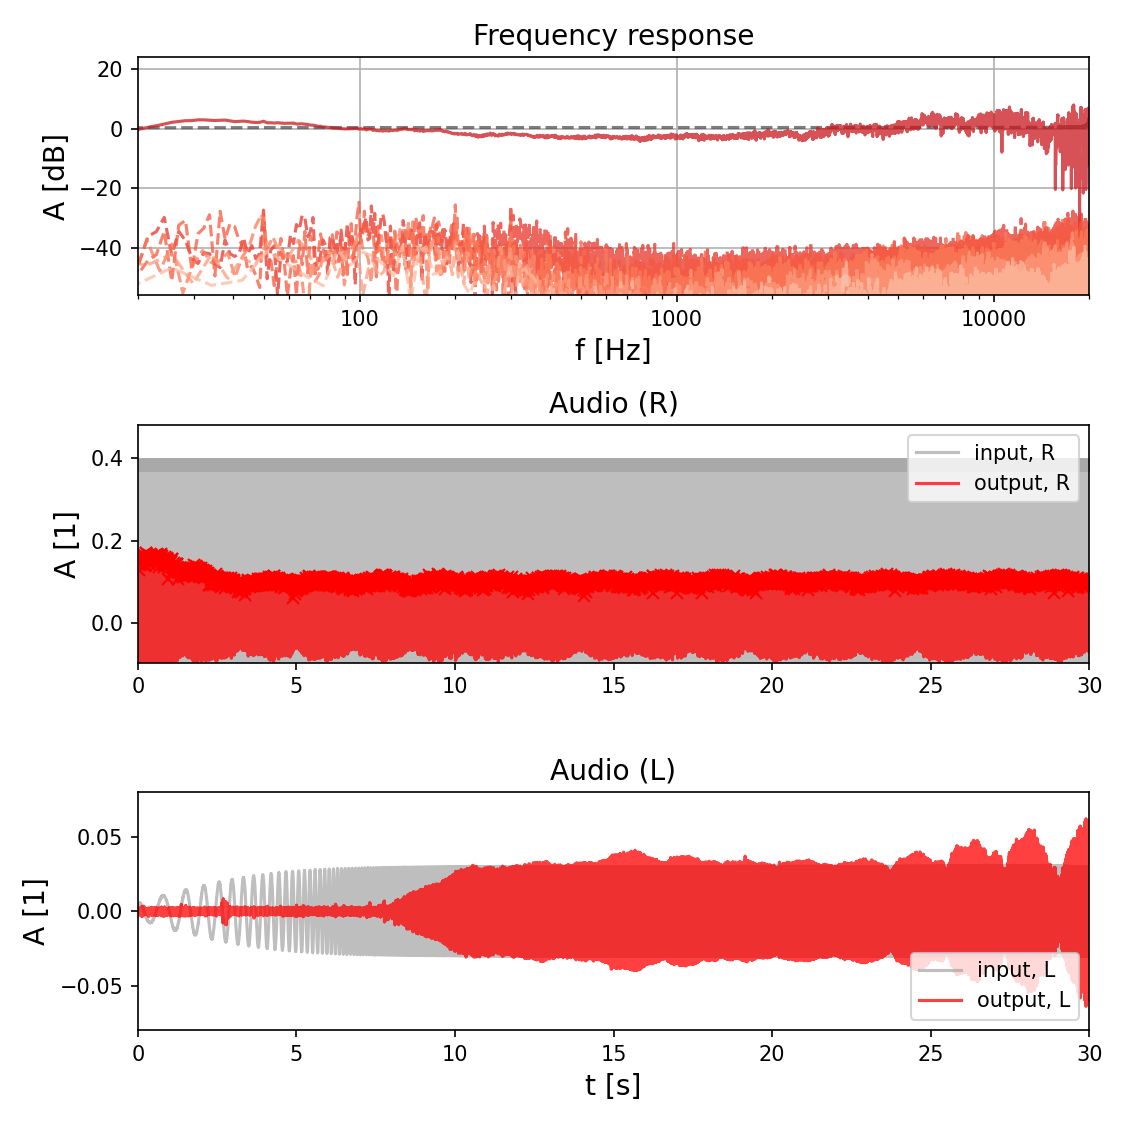 Frequency response
20
0
−20
−40
A [dB]
100
1000
10000
f [Hz]
Audio (R)
0.4
0.2
0.0
A [1]
input, R
output, R
0
5
10
15
20
25
30
Audio (L)
0.05
0.00
−0.05
A [1]
input, L
output, L
0
5
10
15
20
25
30
t [s]